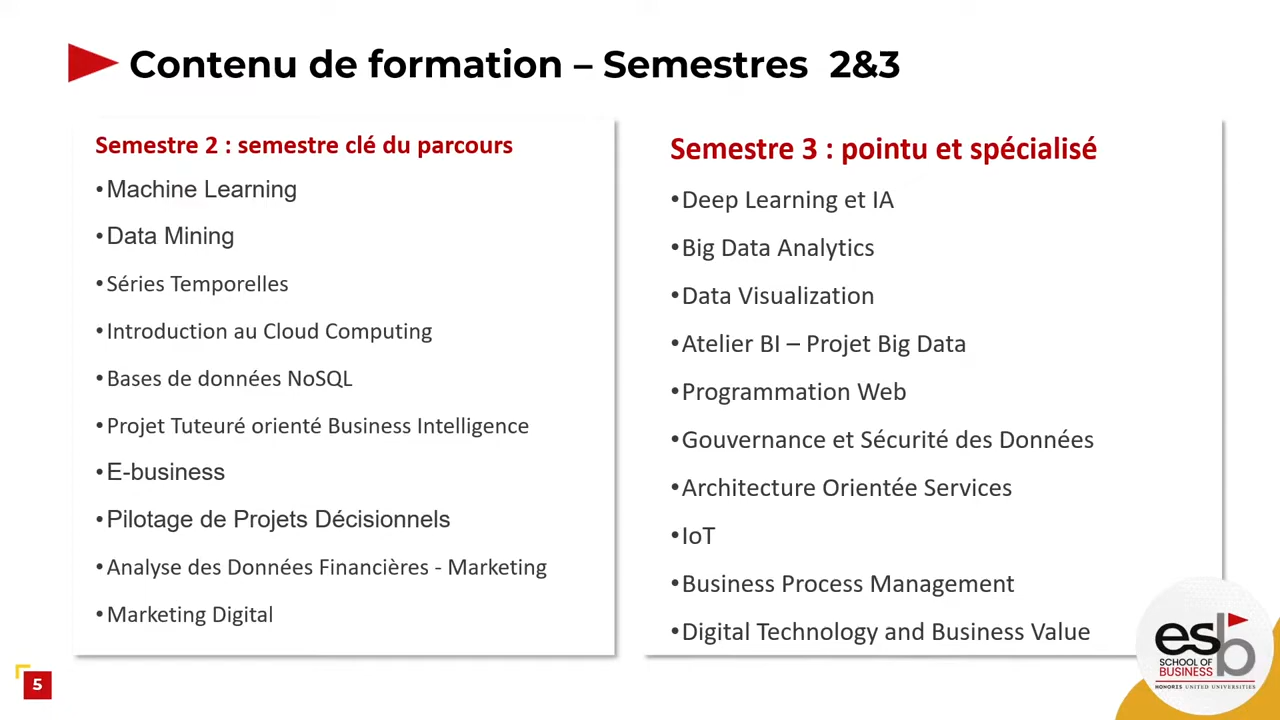 Contenu de formation – Semestres 2&3
Semestre 2 : semestre clé du parcours
•Machine Learning
•Data Mining
•Séries Temporelles
•Introduction au Cloud Computing
•Bases de données NoSQL
•Projet Tuteuré orienté Business Intelligence
•E-business
•Pilotage de Projets Décisionnels
•Analyse des Données Financières - Marketing
•Marketing Digital
Semestre 3 : pointu et spécialisé
•Deep Learning et IA
•Big Data Analytics
•Data Visualization
•Atelier BI – Projet Big Data
•Programmation Web
•Gouvernance et Sécurité des Données
•Architecture Orientée Services
•IoT
•Business Process Management
•Digital Technology and Business Value
5
esb
SCHOOL OF
BUSINESS
HONORIS UNITED UNIVERSITIES